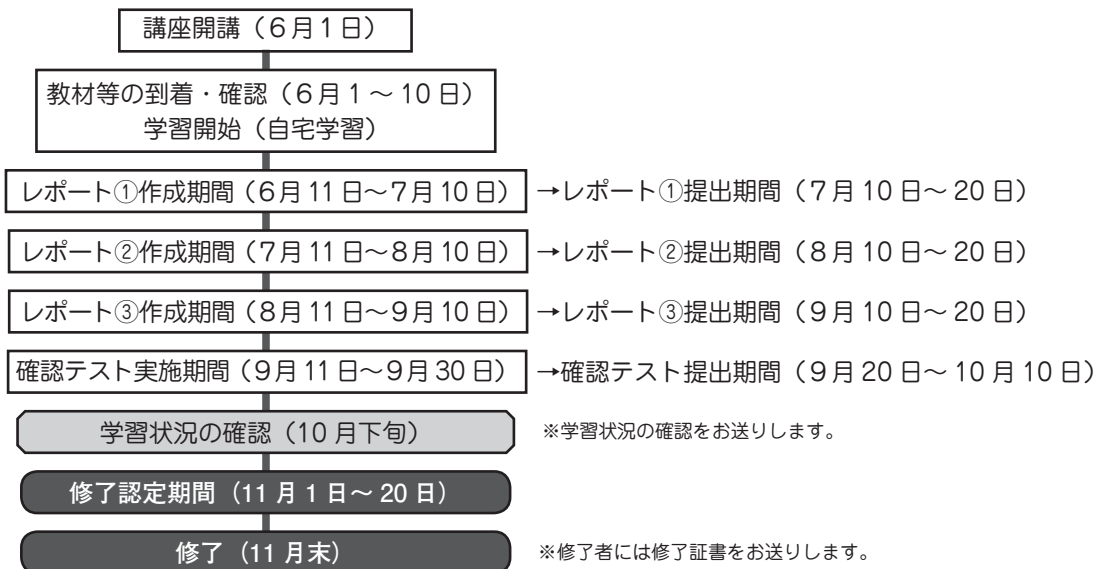 講座開講（6月1日）
教材等の到着・確認（6月1～10日）
学習開始（自宅学習）
レポート①作成期間（6月11日～7月10日） →レポート①提出期間（7月10日～20日）
レポート②作成期間（7月11日～8月10日） →レポート②提出期間（8月10日～20日）
レポート③作成期間（8月11日～9月10日） →レポート③提出期間（9月10日～20日）
確認テスト実施期間（9月11日～9月30日） →確認テスト提出期間（9月20日～10月10日）
学習状況の確認（10月下旬） ※学習状況の確認をお送りします。
修了認定期間（11月1日～20日）
修了（11月末） ※修了者には修了証書をお送りします。